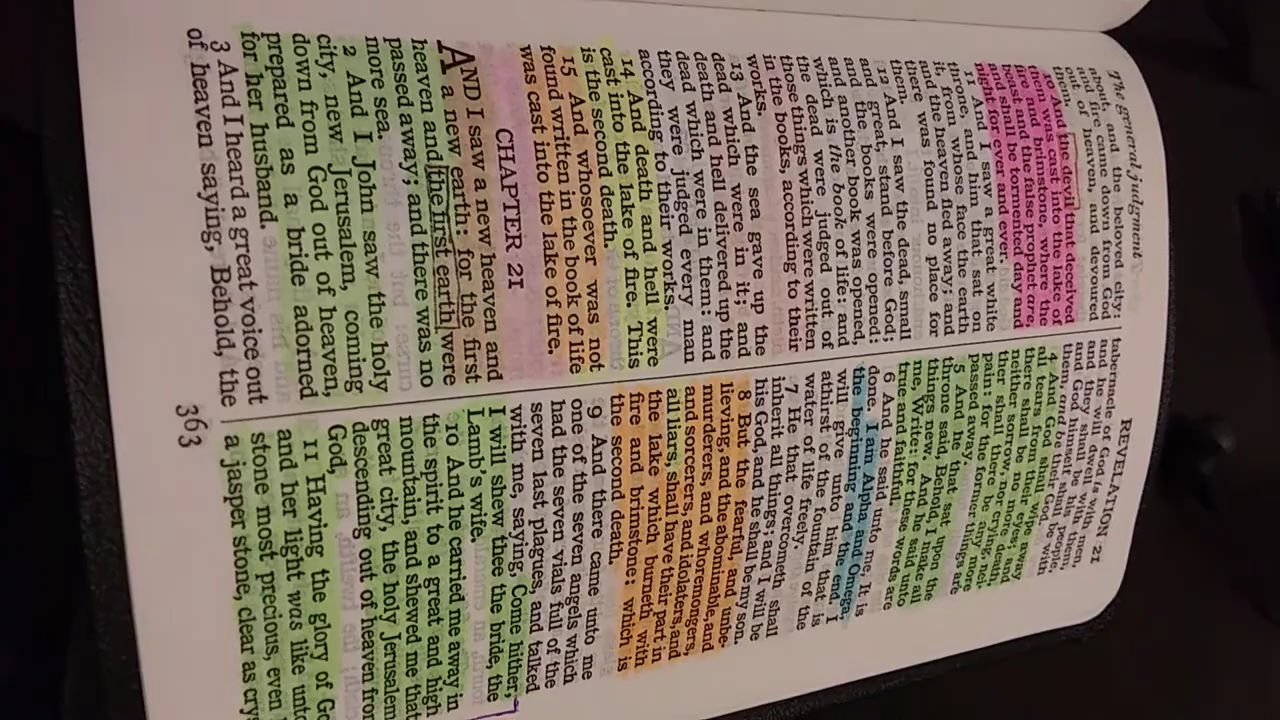 The general judgment
REVELATION 21
about, and the beloved city:
and fire came down from God
out of heaven, and devoured
them.
10 And the devil that deceived
them was cast into the lake of
fire and brimstone, where the
beast and the false prophet are,
and shall be tormented day and
night for ever and ever.
11 And I saw a great white
throne, and him that sat on
it, from whose face the earth
and the heaven fled away; and
there was found no place for
them.
12 And I saw the dead, small
and great, stand before God;
and the books were opened:
and another book was opened,
which is the book of life: and
the dead were judged out of
those things which were written
in the books, according to their
works.
13 And the sea gave up the
dead which were in it; and
death and hell delivered up the
dead which were in them: and
they were judged every man
according to their works.
14 And death and hell were
cast into the lake of fire. This
is the second death.
15 And whosoever was not
found written in the book of life
was cast into the lake of fire.
CHAPTER 21
AND I saw a new heaven and
a new earth: for the first
heaven and the first earth were
passed away; and there was no
more sea.
2 And I John saw the holy
city, new Jerusalem, coming
down from God out of heaven,
prepared as a bride adorned
for her husband.
3 And I heard a great voice out
of heaven saying, Behold, the
tabernacle of God is with men,
and he will dwell with them,
and they shall be his people,
and God himself shall be with
them, and be their God.
4 And God shall wipe away
all tears from their eyes; and
there shall be no more death,
neither sorrow, nor crying, nei-
ther shall there be any more
pain: for the former things are
passed away.
5 And he that sat upon the
throne said, Behold, I make all
things new. And he said unto
me, Write: for these words are
true and faithful.
6 And he said unto me, It is
done. I am Alpha and Omega,
the beginning and the end. I
will give unto him that is
athirst of the fountain of the
water of life freely.
7 He that overcometh shall
inherit all things; and I will be
his God, and he shall be my son.
8 But the fearful, and unbe-
lieving, and the abominable, and
murderers, and whoremongers,
and sorcerers, and idolaters, and
all liars, shall have their part in
the lake which burneth with
fire and brimstone: which is
the second death.
9 And there came unto me
one of the seven angels which
had the seven vials full of the
seven last plagues, and talked
with me, saying, Come hither,
I will shew thee the bride, the
Lamb's wife.
10 And he carried me away in
the spirit to a great and high
mountain, and shewed me that
great city, the holy Jerusalem
descending out of heaven from
God,
11 Having the glory of
and her light was like unto
stone most precious, even
a jasper stone, clear as
363